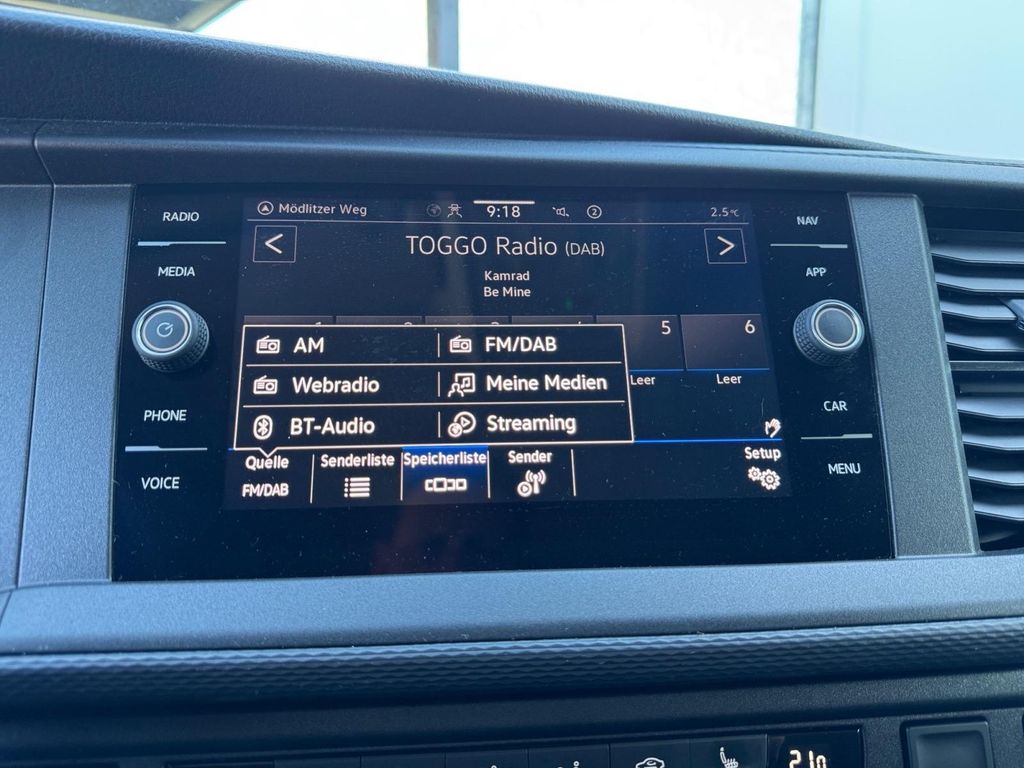 RADIO
MEDIA
PHONE
VOICE
Mödlitzer Weg
9:18
2
2.5°C
<
TOGGO Radio (DAB)
>
Kamrad
Be Mine
5
6
AM
FM/DAB
Webradio
Meine Medien
BT-Audio
Streaming
Leer
Leer
Quelle
FM/DAB
Senderliste
Speicherliste
Sender
Setup
NAV
APP
CAR
MENU